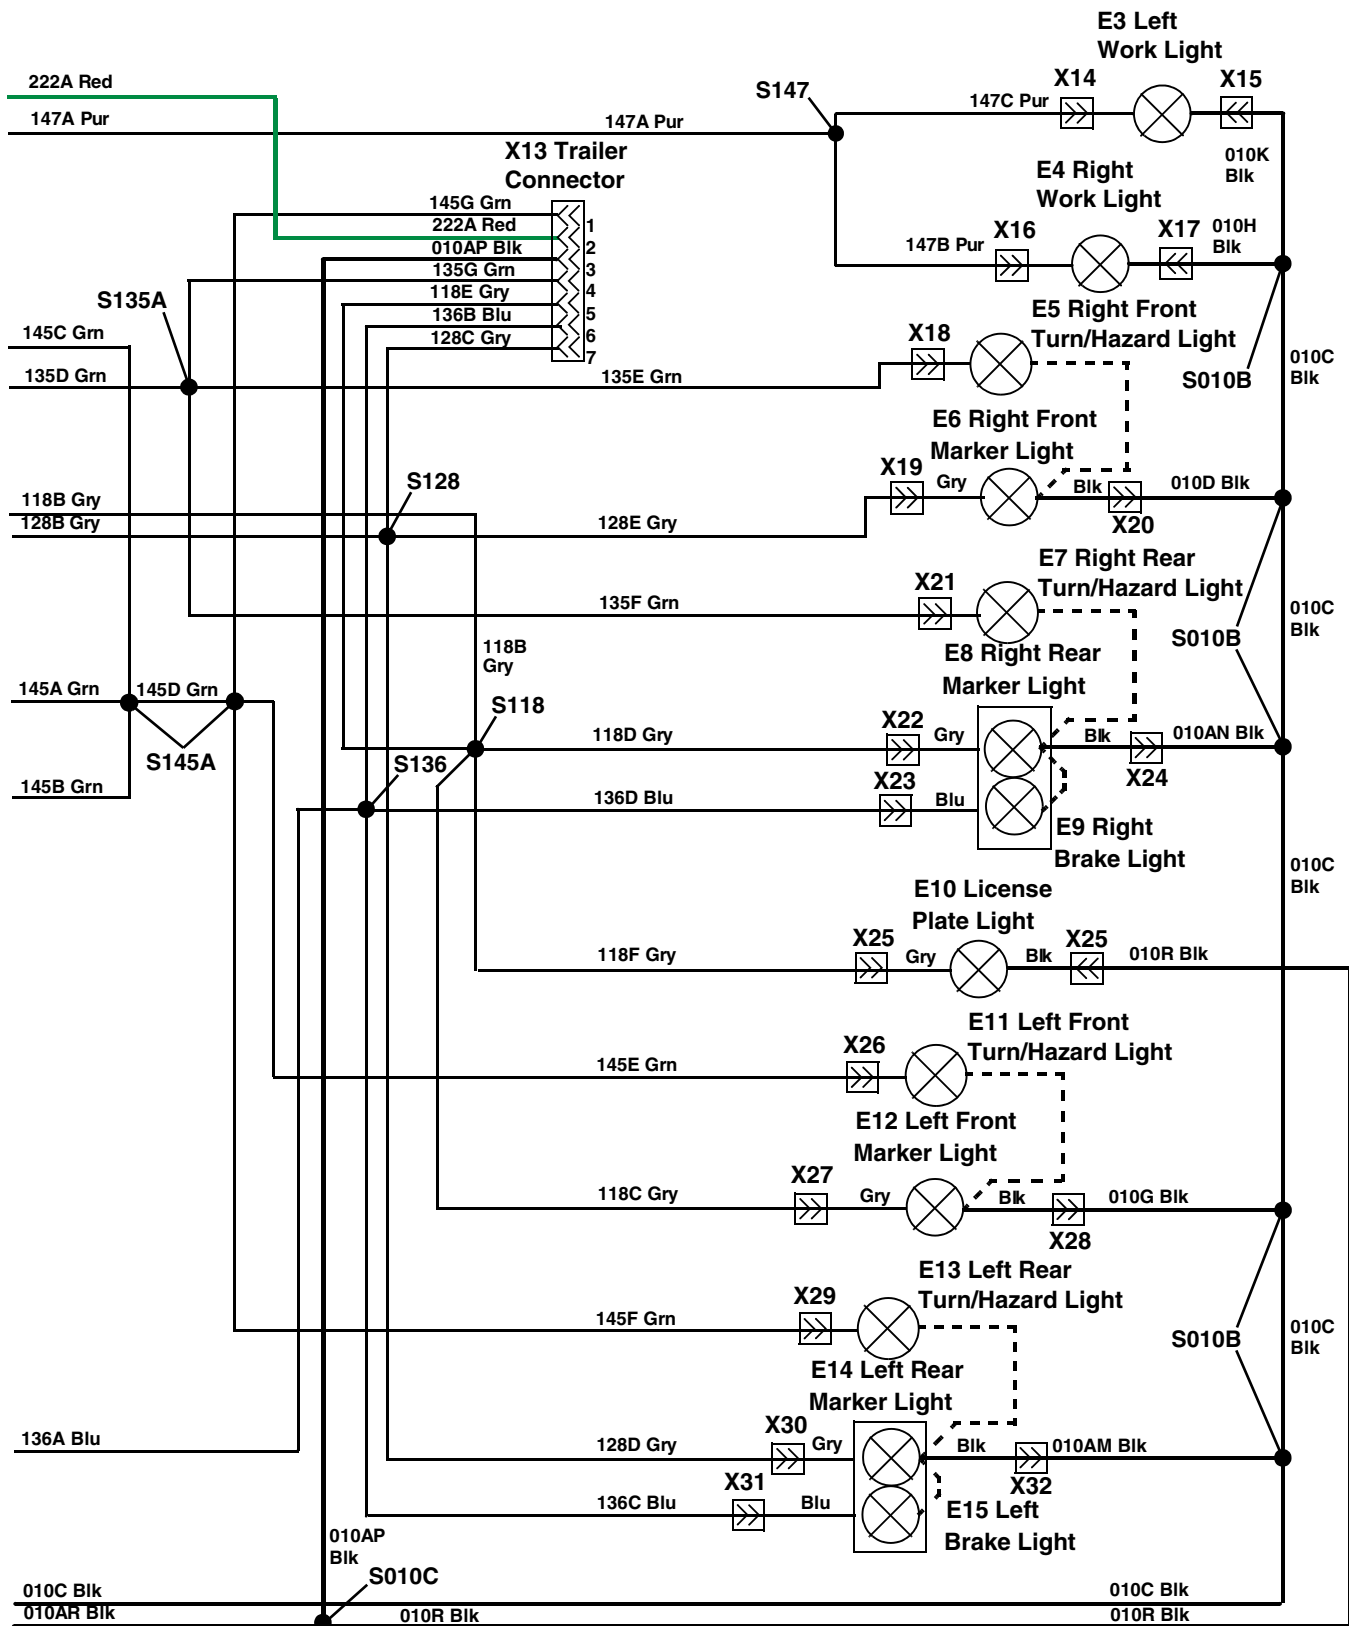 E3 Left
Work Light
222A Red
X14
X15
S147
147C Pur
147A Pur
147A Pur
X13 Trailer
Connector
010K
Blk
E4 Right
Work Light
145G Grn
1
222A Red
2
010AP Blk
3
135G Grn
4
118E Gry
5
136B Blu
6
128C Gry
7
X16
X17
010H
Blk
147B Pur
S135A
E5 Right Front
Turn/Hazard Light
145C Grn
X18
135D Grn
135E Grn
S010B
010C
Blk
E6 Right Front
Marker Light
X19
Gry
Blk
010D Blk
X20
S128
118B Gry
128B Gry
128E Gry
E7 Right Rear
Turn/Hazard Light
X21
135F Grn
010C
Blk
S010B
118B
Gry
E8 Right Rear
Marker Light
145A Grn
145D Grn
S118
S145A
118D Gry
X22
Gry
Blk
010AN Blk
X24
S136
145B Grn
136D Blu
X23
Blu
E9 Right
Brake Light
010C
Blk
E10 License
Plate Light
118F Gry
X25
Gry
Blk
X25
010R Blk
E11 Left Front
Turn/Hazard Light
X26
145E Grn
E12 Left Front
Marker Light
X27
118C Gry
Gry
Blk
010G Blk
X28
E13 Left Rear
Turn/Hazard Light
X29
145F Grn
S010B
010C
Blk
E14 Left Rear
Marker Light
136A Blu
128D Gry
X30
Gry
Blk
010AM Blk
X32
X31
136C Blu
Blu
E15 Left
Brake Light
010AP
Blk
S010C
010C Blk
010C Blk
010AR Blk
010R Blk
010R Blk